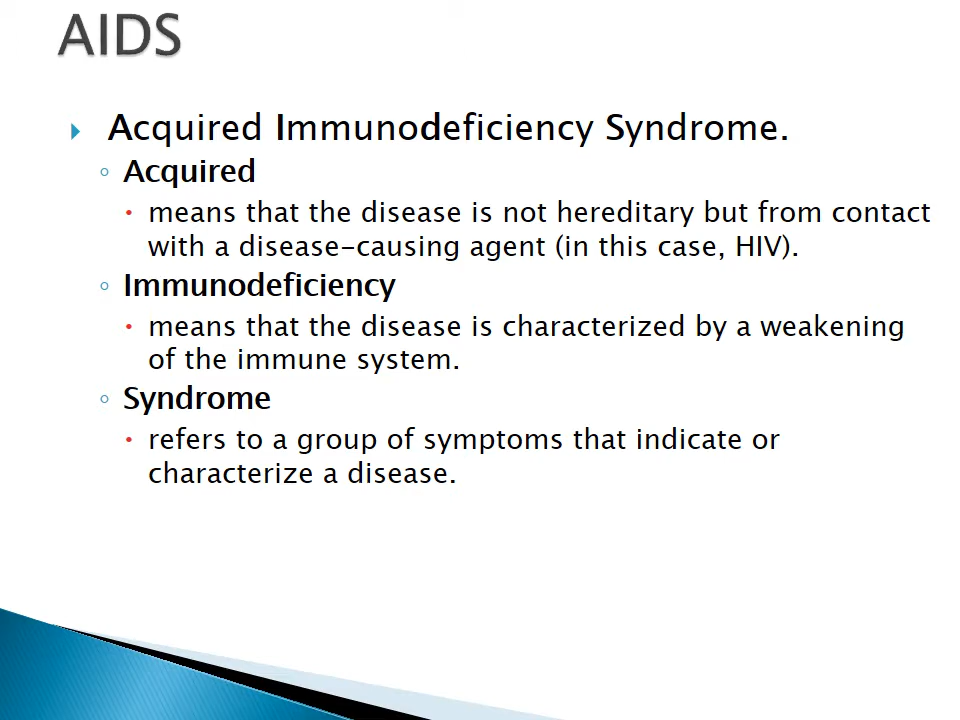 AIDS
Acquired Immunodeficiency Syndrome.
Acquired
means that the disease is not hereditary but from contact
with a disease-causing agent (in this case, HIV).
Immunodeficiency
means that the disease is characterized by a weakening
of the immune system.
Syndrome
refers to a group of symptoms that indicate or
characterize a disease.